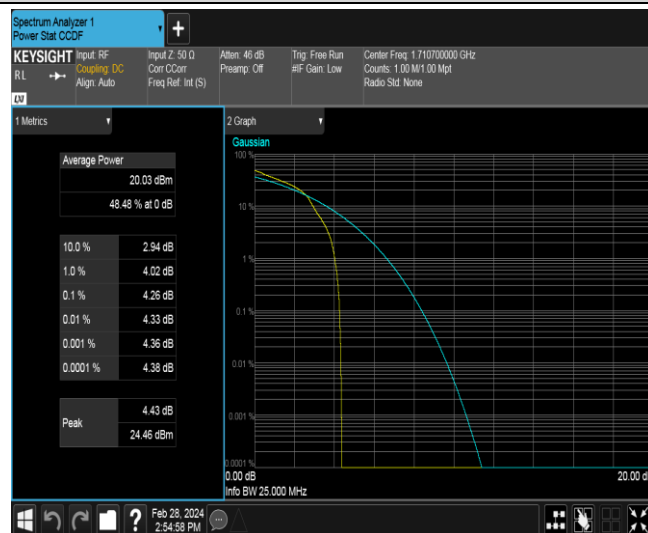 Spectrum Analyzer 1
Power Stat CCDF
+
KEYSIGHT
RL
LXI
Input: RF
Coupling: DC
Align: Auto
Input Z: 50 Ω
Corr CCorr
Freq Ref: Int (S)
Atten: 46 dB
Preamp: Off
Trig: Free Run
#IF Gain: Low
Center Freq: 1.710700000 GHz
Counts: 1.00 M/1.00 Mpt
Radio Std: None
1 Metrics
Average Power
20.03 dBm
48.48 % at 0 dB
10.0 % 2.94 dB
1.0 % 4.02 dB
0.1 % 4.26 dB
0.01 % 4.33 dB
0.001 % 4.36 dB
0.0001 % 4.38 dB
Peak 4.43 dB
24.46 dBm
2 Graph
Gaussian
100 %
10 %
1 %
0.1 %
0.01 %
0.001 %
0.0001 %
0.00 dB 20.00 d
Info BW 25.000 MHz
?
Feb 28, 2024
2:54:58 PM